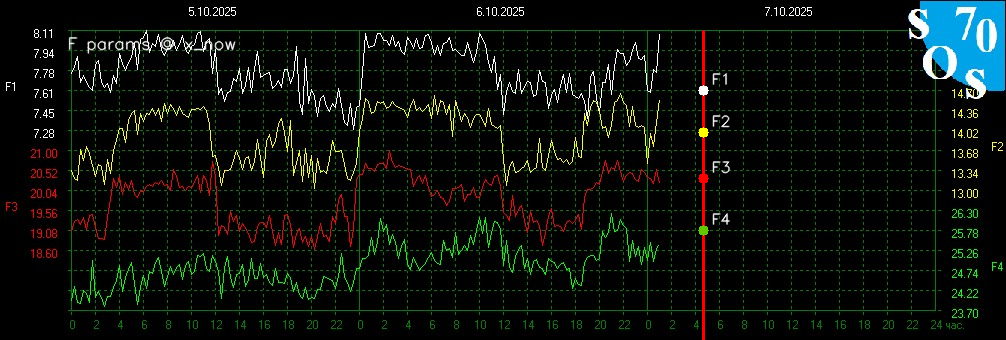 5.10.2025 6.10.2025 7.10.2025
F params @ x_now
SOS 70
F1
8.11
7.94
7.78
7.61
7.45
7.28
F3
21.00
20.52
20.04
19.56
19.08
18.60
F1
F2
F3
F4
14.70
14.36
14.02
13.68
13.34
13.00
F2
26.30
25.78
25.26
24.74
24.22
23.70
F4
0 2 4 6 8 10 12 14 16 18 20 22 0 2 4 6 8 10 12 14 16 18 20 22 0 2 4 6 8 10 12 14 16 18 20 22 24 час.